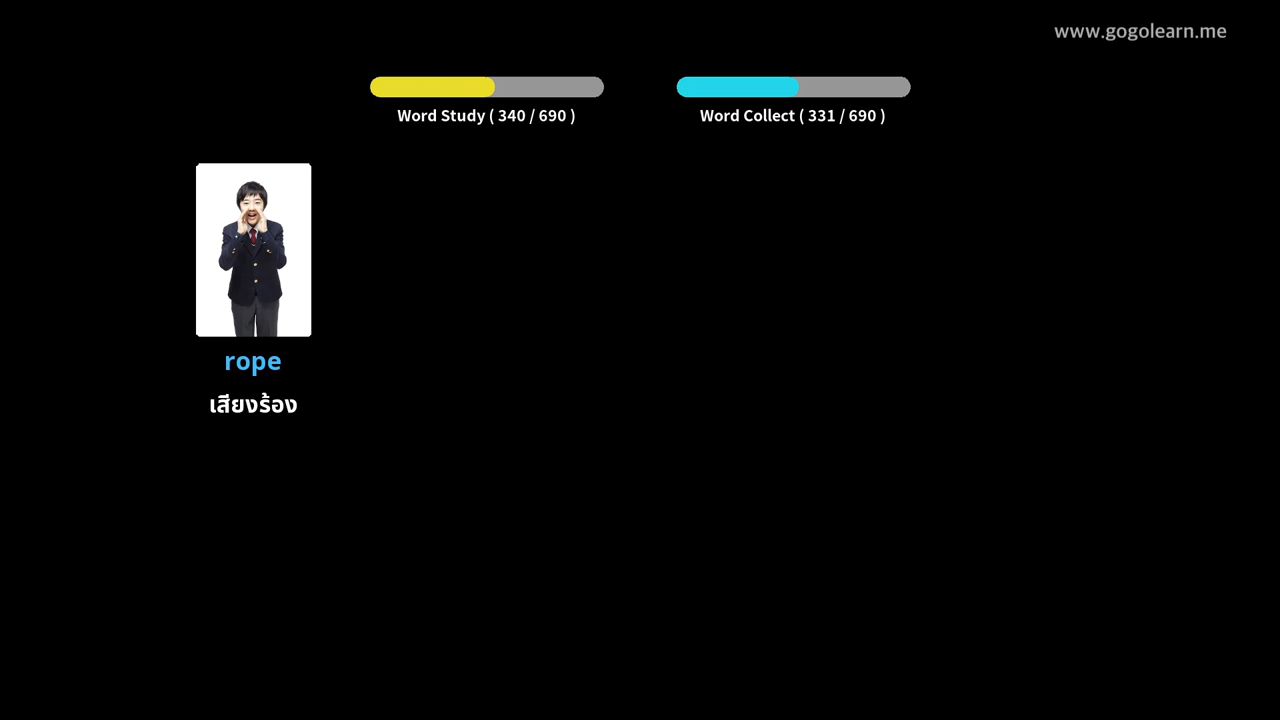 www.gogolearn.me
Word Study ( 340 / 690 )
Word Collect ( 331 / 690 )
rope
เสียงร้อง